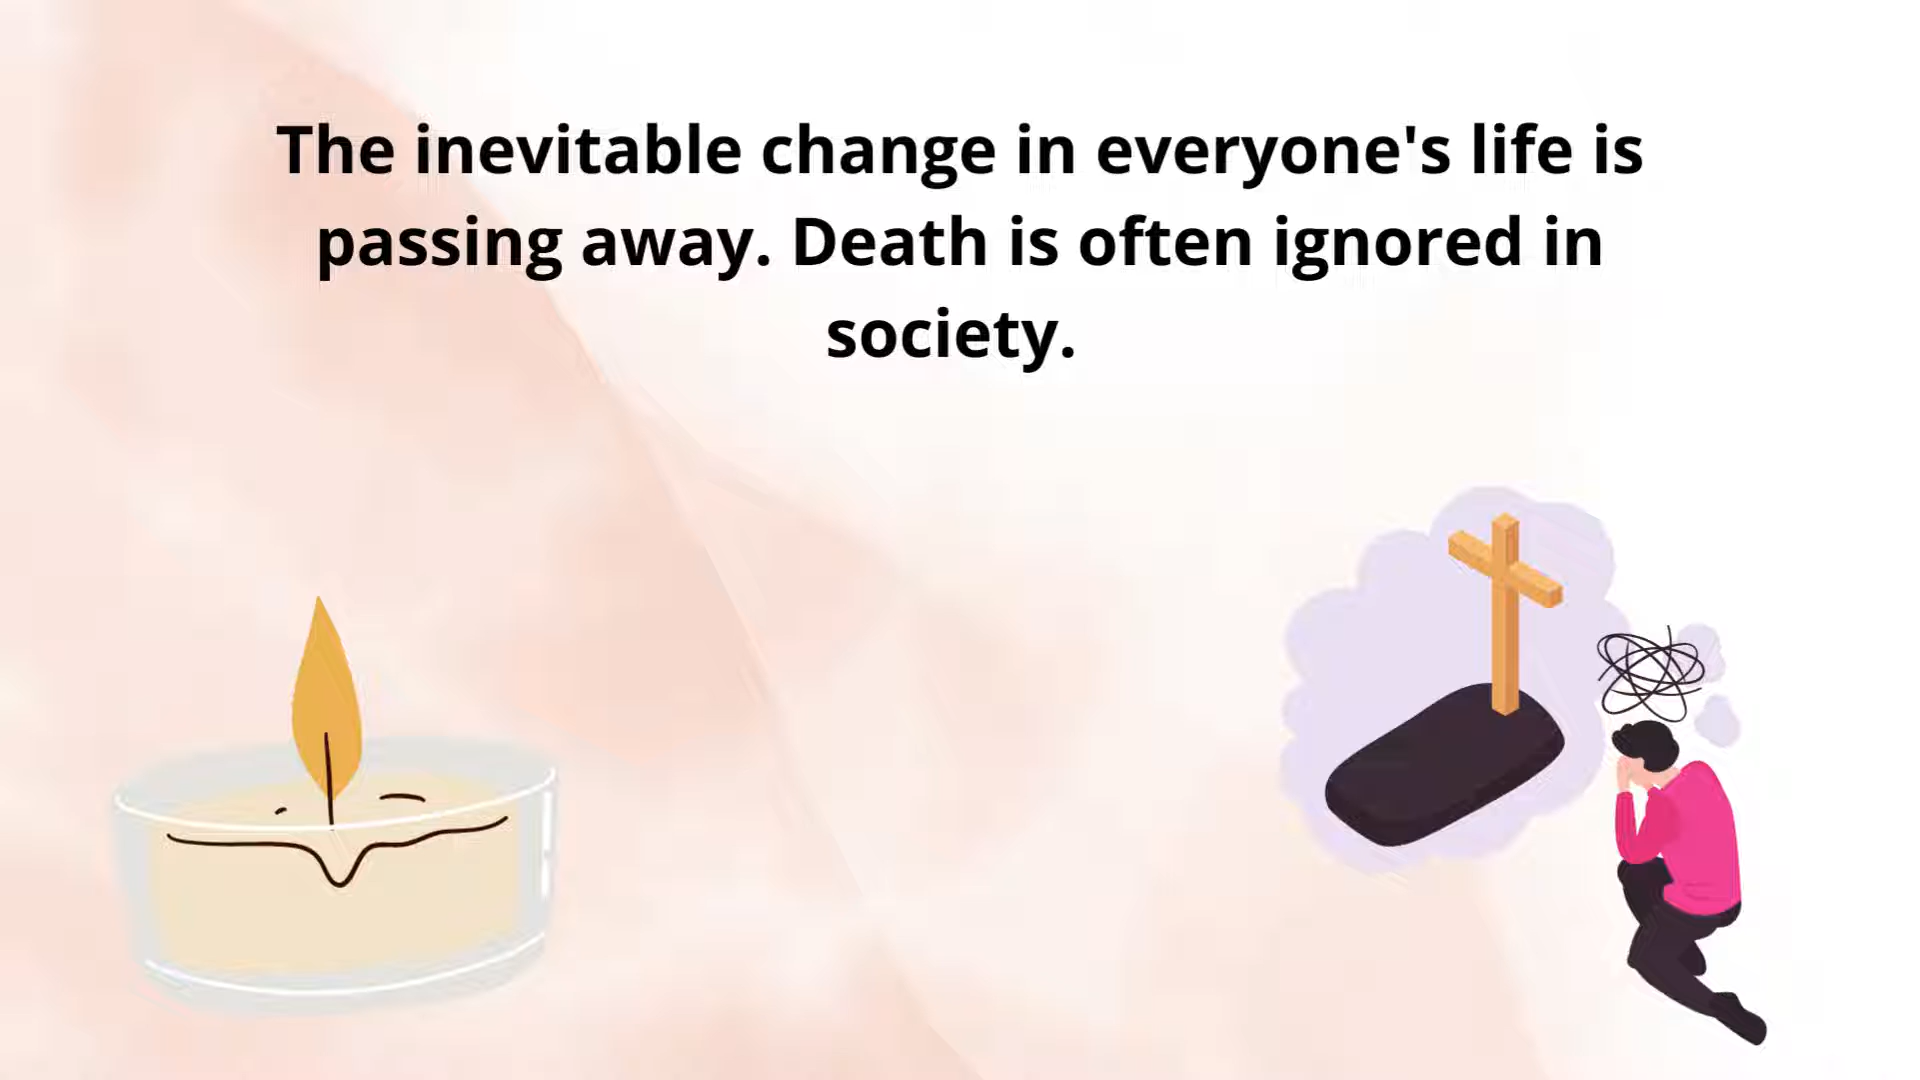 The inevitable change in everyone's life is
passing away. Death is often ignored in
society.